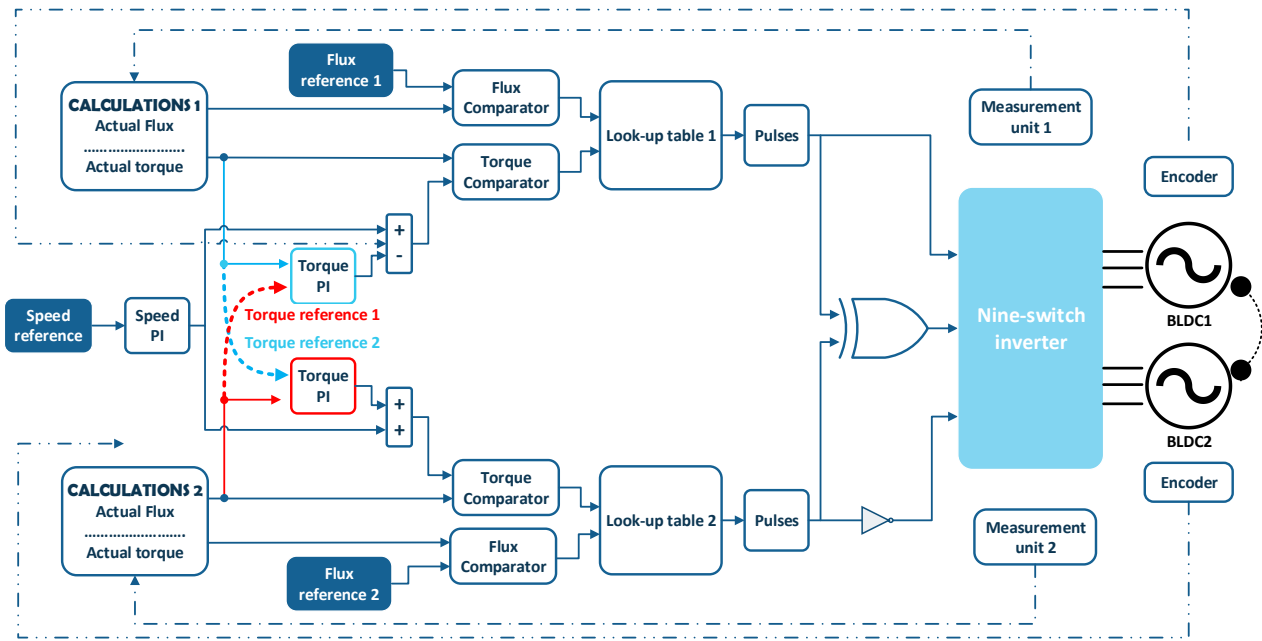 Flux
reference 1
CALCULATIONS 1
Actual Flux
..........................
Actual torque
Flux
Comparator
Torque
Comparator
Look-up table 1
Pulses
Measurement
unit 1
Encoder
+
-
Torque
PI
Torque reference 1
Speed
reference
Speed
PI
Torque reference 2
Torque
PI
+
+
Nine-switch
inverter
BLDC1
BLDC2
CALCULATIONS 2
Actual Flux
..........................
Actual torque
Torque
Comparator
Flux
Comparator
Flux
reference 2
Look-up table 2
Pulses
Measurement
unit 2
Encoder